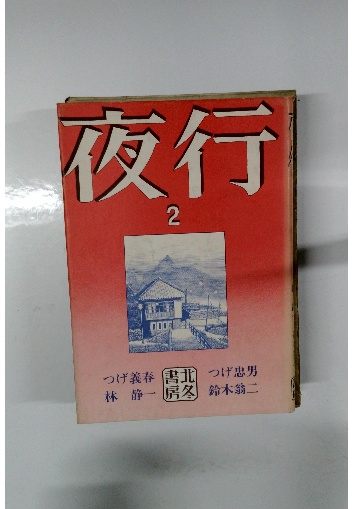 夜行
2
つげ義春
林 静一
北冬書房
つげ忠男
鈴木翁二